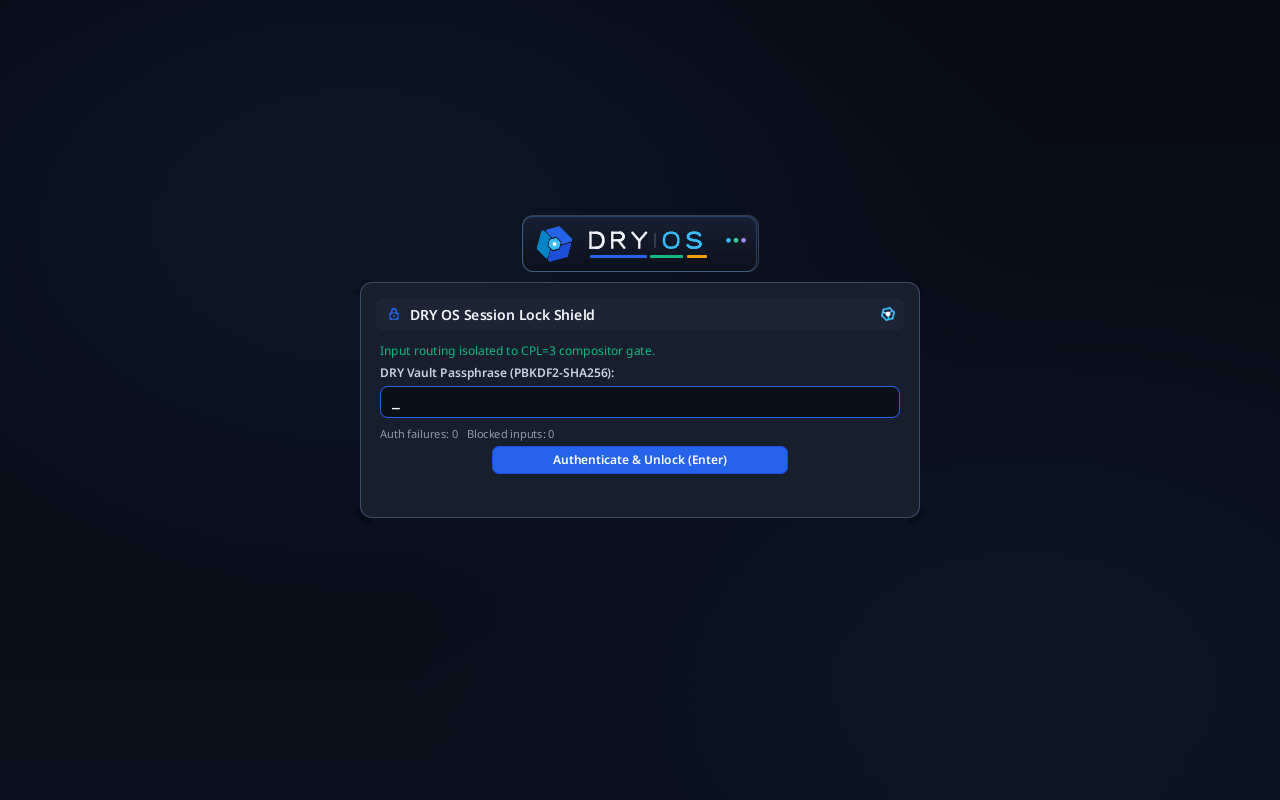 DRY OS
DRY OS Session Lock Shield
Input routing isolated to CPL=3 compositor gate.
DRY Vault Passphrase (PBKDF2-SHA256):
_
Auth failures: 0 Blocked inputs: 0
Authenticate & Unlock (Enter)